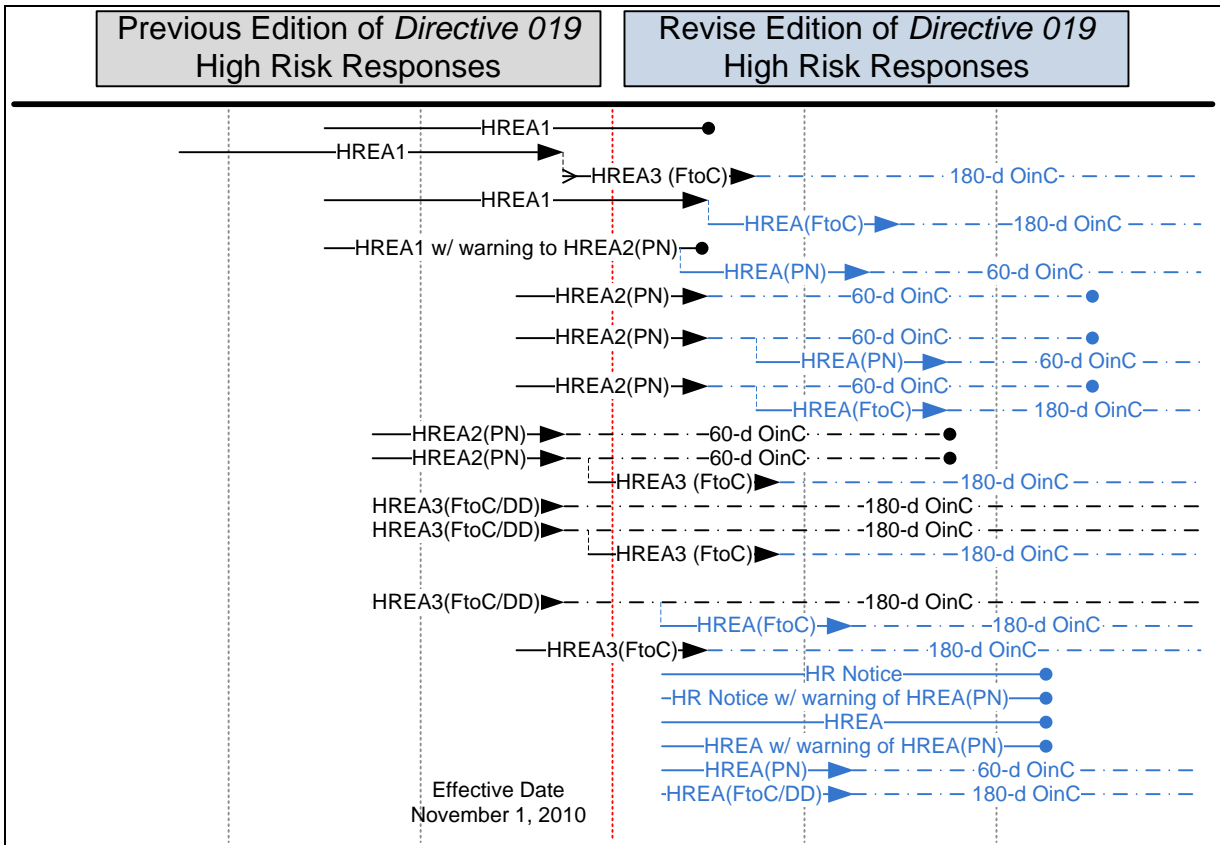 Previous Edition of Directive 019
High Risk Responses
Revise Edition of Directive 019
High Risk Responses
HREA1
HREA1
HREA3 (FtoC) 180-d OinC
HREA1
HREA(FtoC) 180-d OinC
HREA1 w/ warning to HREA2(PN)
HREA(PN) 60-d OinC
HREA2(PN) 60-d OinC
HREA2(PN) 60-d OinC
HREA(PN) 60-d OinC
HREA2(PN) 60-d OinC
HREA(FtoC) 180-d OinC
HREA2(PN) 60-d OinC
HREA2(PN) 60-d OinC
HREA3 (FtoC) 180-d OinC
HREA3(FtoC/DD) 180-d OinC
HREA3(FtoC/DD) 180-d OinC
HREA3 (FtoC) 180-d OinC
HREA3(FtoC/DD) 180-d OinC
HREA(FtoC) 180-d OinC
HREA3(FtoC) 180-d OinC
HR Notice
HR Notice w/ warning of HREA(PN)
HREA
HREA w/ warning of HREA(PN)
HREA(PN) 60-d OinC
HREA(FtoC/DD) 180-d OinC
Effective Date
November 1, 2010